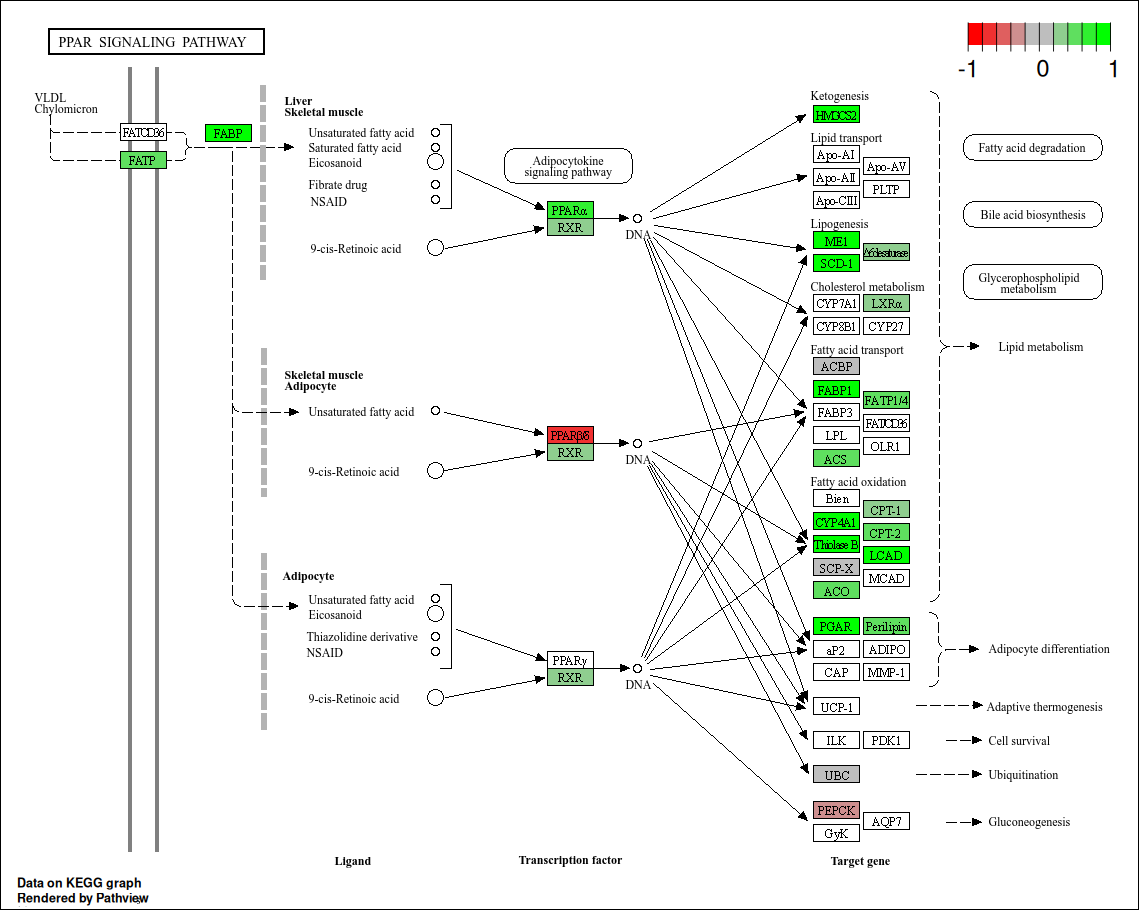 PPAR SIGNALING PATHWAY
-1 0 1
VLDL
Chylomicron
FATCD36
FATP
FABP
Liver
Skeletal muscle
Unsaturated fatty acid
Saturated fatty acid
Eicosanoid
Fibrate drug
NSAID
9-cis-Retinoic acid
Adipocytokine
signaling pathway
PPARα
RXR
DNA
Skeletal muscle
Adipocyte
Unsaturated fatty acid
9-cis-Retinoic acid
PPARβ/δ
RXR
DNA
Adipocyte
Unsaturated fatty acid
Eicosanoid
Thiazolidine derivative
NSAID
9-cis-Retinoic acid
PPARγ
RXR
DNA
Ketogenesis
HMGCS2
Lipid transport
Apo-AI
Apo-AV
Apo-AII
PLTP
Apo-CIII
Lipogenesis
ME1
Δ6desaturase
SCD-1
Cholesterol metabolism
CYP7A1
LXRα
CYP8B1
CYP27
Fatty acid transport
ACBP
FABP1
FATP1/4
FABP3
FATCD36
LPL
OLR1
ACS
Fatty acid oxidation
Bien
CPT-1
CYP4A1
CPT-2
Thiolase B
LCAD
SCP-X
MCAD
ACO
PGAR
Perilipin
aP2
ADIPO
CAP
MMP-1
UCP-1
ILK
PDK1
UBC
PEPCK
AQP7
GyK
Fatty acid degradation
Bile acid biosynthesis
Glycerophospholipid
metabolism
Lipid metabolism
Adipocyte differentiation
Adaptive thermogenesis
Cell survival
Ubiquitination
Gluconeogenesis
Ligand
Transcription factor
Target gene
Data on KEGG graph
Rendered by Pathview